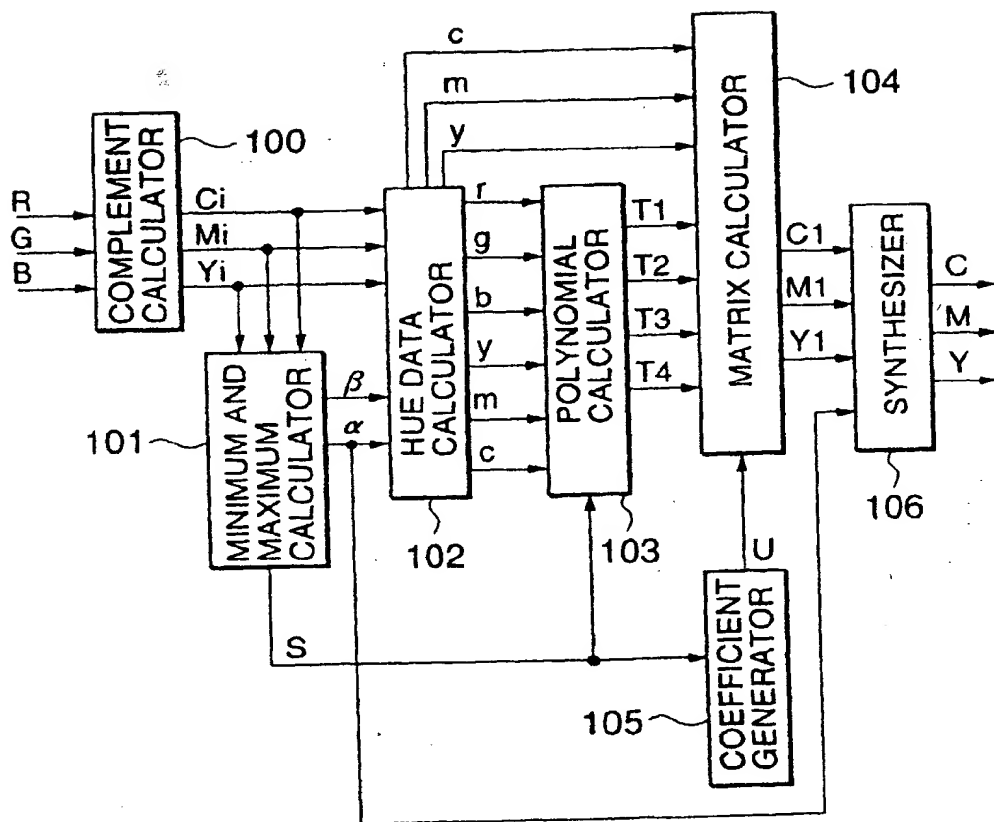 c
m
104
100
y
R
G
B
COMPLEMENT
CALCULATOR
Ci
Mi
Yi
r
g
b
y
m
c
T1
T2
T3
T4
MATRIX CALCULATOR
C1
M1
Y1
SYNTHESIZER
C
M
Y
HUE DATA
CALCULATOR
POLYNOMIAL
CALCULATOR
101
MINIMUM AND
MAXIMUM
CALCULATOR
β
α
102
103
106
U
S
105
COEFFICIENT
GENERATOR